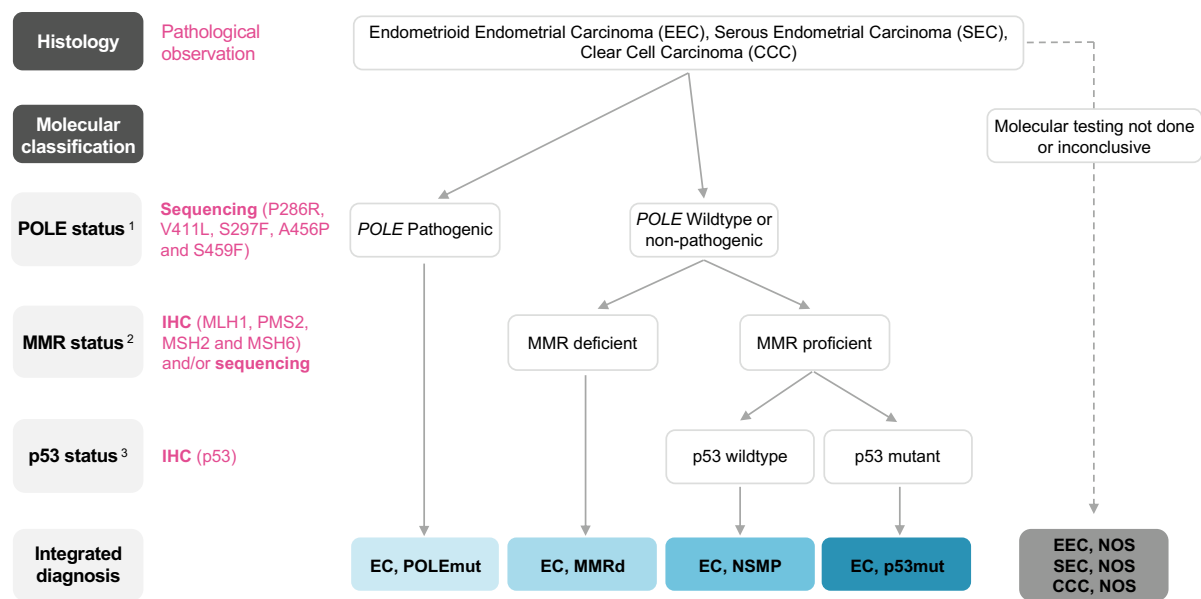 Histology
Pathological
observation
Endometrioid Endometrial Carcinoma (EEC), Serous Endometrial Carcinoma (SEC),
Clear Cell Carcinoma (CCC)
Molecular
classification
Molecular testing not done
or inconclusive
POLE status 1
Sequencing (P286R,
V411L, S297F, A456P
and S459F)
POLE Pathogenic
POLE Wildtype or
non-pathogenic
MMR status 2
IHC (MLH1, PMS2,
MSH2 and MSH6)
and/or sequencing
MMR deficient
MMR proficient
p53 status 3
IHC (p53)
p53 wildtype
p53 mutant
Integrated
diagnosis
EC, POLEmut
EC, MMRd
EC, NSMP
EC, p53mut
EEC, NOS
SEC, NOS
CCC, NOS